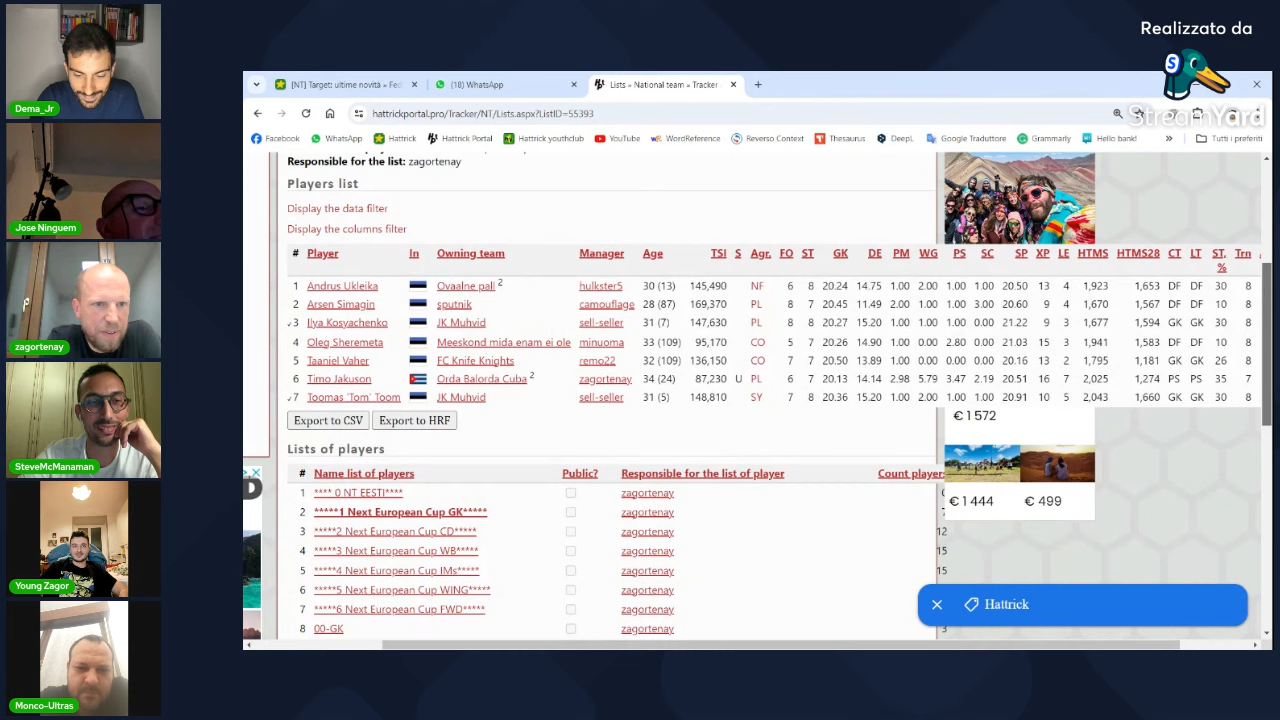 Realizzato da
StreamYard
Dema_Jr
Jose Ninguem
zagortenay
SteveMcManaman
Young Zagor
Monco-Ultras
[NT] Target: ultime novità » Fed
(18) WhatsApp
Lists » National team » Tracker
hattrickportal.pro/Tracker/NT/Lists.aspx?ListID=55393
Facebook WhatsApp Hattrick Hattrick Portal Hattrick youthclub YouTube WordReference Reverso Context Thesaurus DeepL Google Traduttore Grammarly Hello bank! » Tutti i preferiti
Responsible for the list: zagortenay
Players list
Display the data filter
Display the columns filter
# Player In Owning team Manager Age TSI S Agr. FO ST GK DE PM WG PS SC SP XP LE HTMS HTMS28 CT LT ST, % Trn
1 Andrus Ukleika Ovaalne pall 2 hulkster5 30 (13) 145,490 NF 6 8 20.24 14.75 1.00 2.00 1.00 1.00 20.50 13 4 1,923 1,653 DF DF 30 8
2 Arsen Simagin sputnik camouflage 28 (87) 169,370 PL 8 8 20.45 11.49 2.00 1.00 1.00 3.00 20.60 9 4 1,670 1,567 DF DF 10 8
✓3 Ilya Kosyachenko JK Muhvid sell-seller 31 (7) 147,630 PL 8 8 20.27 15.20 1.00 1.00 1.00 0.00 21.22 9 3 1,677 1,594 GK GK 30 8
4 Oleg Sheremeta Meeskond mida enam ei ole minuoma 33 (109) 95,170 CO 5 7 20.26 14.90 1.00 1.00 2.80 0.00 21.03 15 3 1,941 1,583 DF DF 10 8
5 Taaniel Vaher FC Knife Knights remo22 32 (109) 136,150 CO 7 7 20.50 13.89 1.00 1.00 0.00 0.00 20.16 13 2 1,795 1,181 GK GK 26 8
6 Timo Jakuson Orda Balorda Cuba 2 zagortenay 34 (24) 87,230 U PL 6 7 20.13 14.14 2.98 5.79 3.47 2.19 20.51 16 7 2,025 1,274 PS PS 35 7
✓7 Toomas 'Tom' Toom JK Muhvid sell-seller 31 (5) 148,810 SY 7 8 20.36 15.20 1.00 2.00 1.00 1.00 20.91 10 5 2,043 1,660 DF GK 30 8
Export to CSV Export to HRF
€ 1 572
Lists of players
# Name list of players Public? Responsible for the list of player Count player
1 **** 0 NT EESTI**** zagortenay
2 *****1 Next European Cup GK***** zagortenay
3 *****2 Next European Cup CD***** zagortenay 12
4 *****3 Next European Cup WB***** zagortenay 15
5 *****4 Next European Cup IMs***** zagortenay 15
6 *****5 Next European Cup WING***** zagortenay
7 *****6 Next European Cup FWD***** zagortenay
8 00-GK zagortenay 3
€ 1 444 € 499
Hattrick